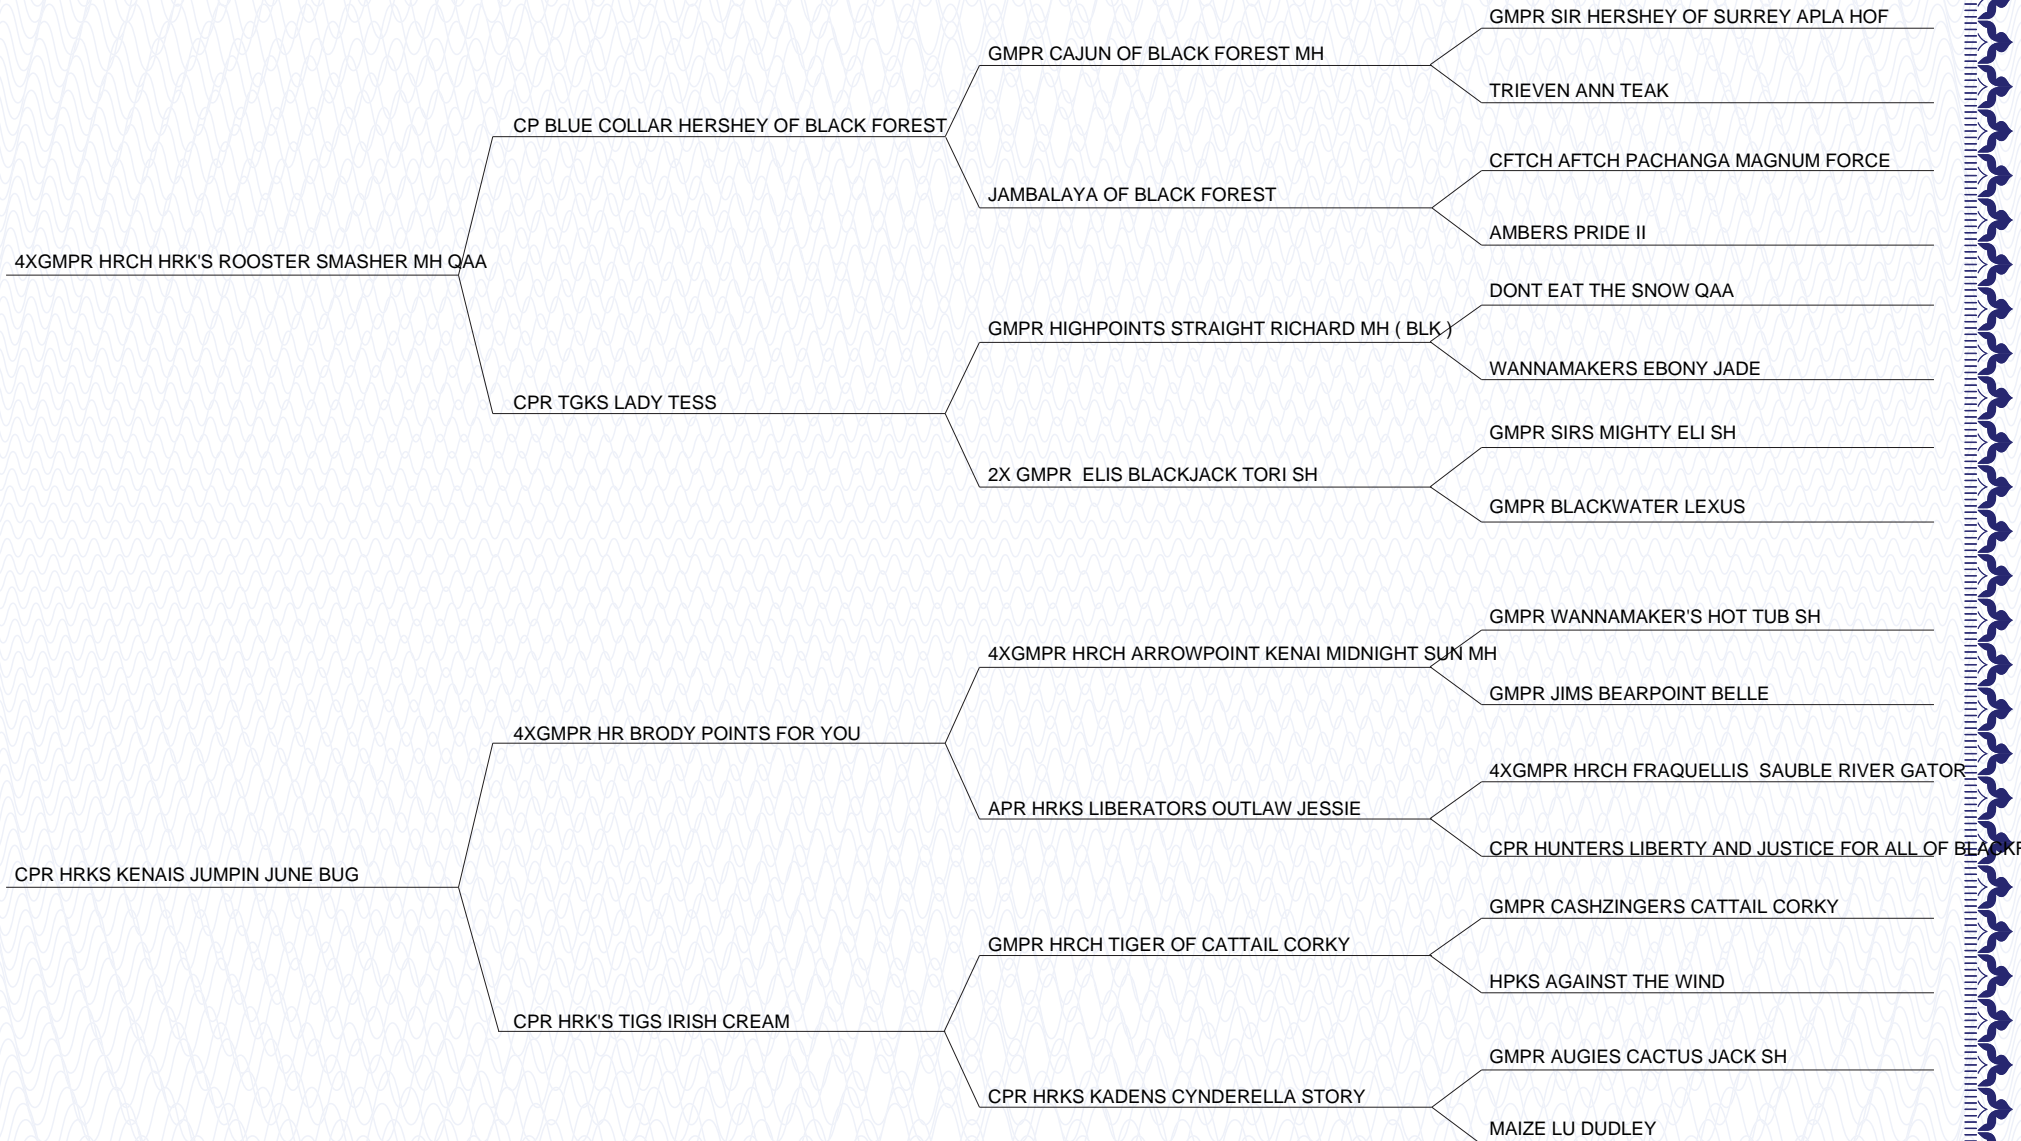 GMPR SIR HERSHEY OF SURREY APLA HOF
GMPR CAJUN OF BLACK FOREST MH
TRIEVEN ANN TEAK
CP BLUE COLLAR HERSHEY OF BLACK FOREST
CFTCH AFTCH PACHANGA MAGNUM FORCE
JAMBALAYA OF BLACK FOREST
AMBERS PRIDE II
4XGMPR HRCH HRK'S ROOSTER SMASHER MH QAA
DONT EAT THE SNOW QAA
GMPR HIGHPOINTS STRAIGHT RICHARD MH ( BLK )
WANNAMAKERS EBONY JADE
CPR TGKS LADY TESS
GMPR SIRS MIGHTY ELI SH
2X GMPR  ELIS BLACKJACK TORI SH
GMPR BLACKWATER LEXUS
GMPR WANNAMAKER'S HOT TUB SH
4XGMPR HRCH ARROWPOINT KENAI MIDNIGHT SUN MH
GMPR JIMS BEARPOINT BELLE
4XGMPR HR BRODY POINTS FOR YOU
4XGMPR HRCH FRAQUELLIS  SAUBLE RIVER GATOR
APR HRKS LIBERATORS OUTLAW JESSIE
CPR HUNTERS LIBERTY AND JUSTICE FOR ALL OF
CPR HRKS KENAIS JUMPIN JUNE BUG
GMPR CASHZINGERS CATTAIL CORKY
GMPR HRCH TIGER OF CATTAIL CORKY
HPKS AGAINST THE WIND
CPR HRK'S TIGS IRISH CREAM
GMPR AUGIES CACTUS JACK SH
CPR HRKS KADENS CYNDERELLA STORY
MAIZE LU DUDLEY